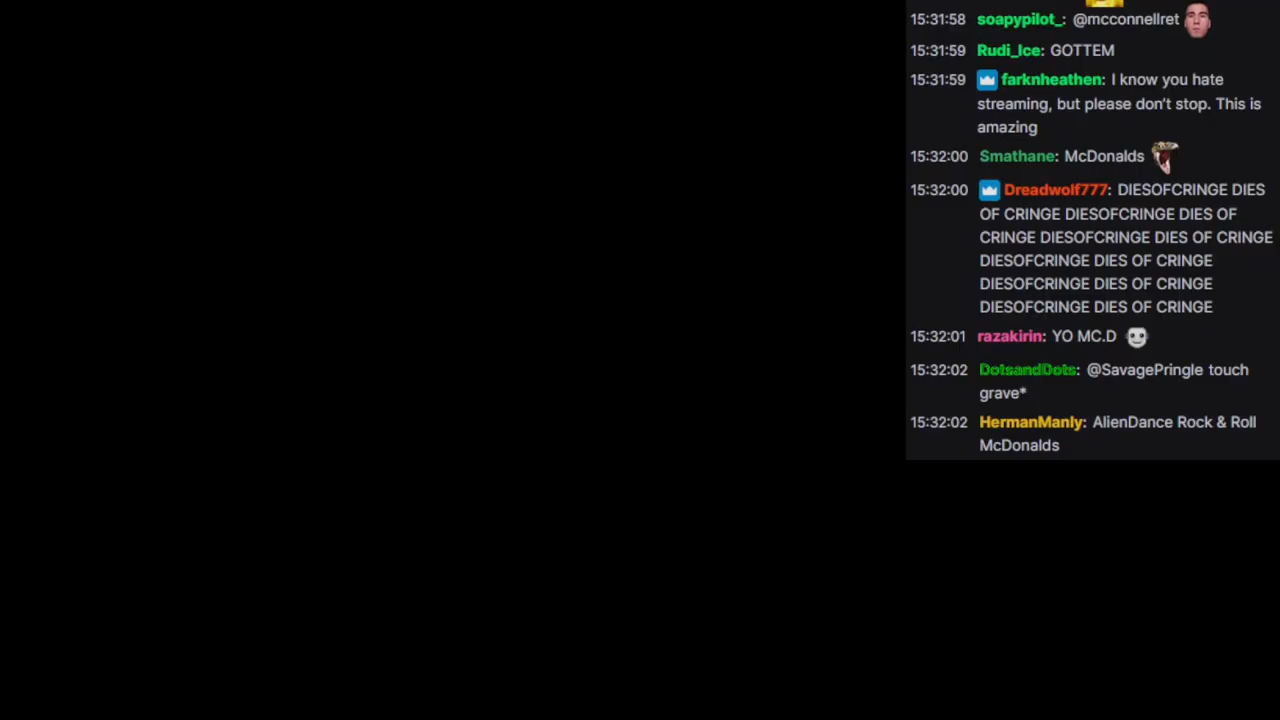 15:31:58 soapypilot_: @mcconnellret
15:31:59 Rudi_Ice: GOTTEM
15:31:59 farknheathen: I know you hate
streaming, but please don't stop. This is
amazing
15:32:00 Smathane: McDonalds
15:32:00 Dreadwolf777: DIESOFCRINGE DIES
OF CRINGE DIESOFCRINGE DIES OF
CRINGE DIESOFCRINGE DIES OF CRINGE
DIESOFCRINGE DIES OF CRINGE
DIESOFCRINGE DIES OF CRINGE
DIESOFCRINGE DIES OF CRINGE
15:32:01 razakirin: YO MC.D
15:32:02 DotsandDots: @SavagePringle touch
grave*
15:32:02 HermanManly: AlienDance Rock & Roll
McDonalds